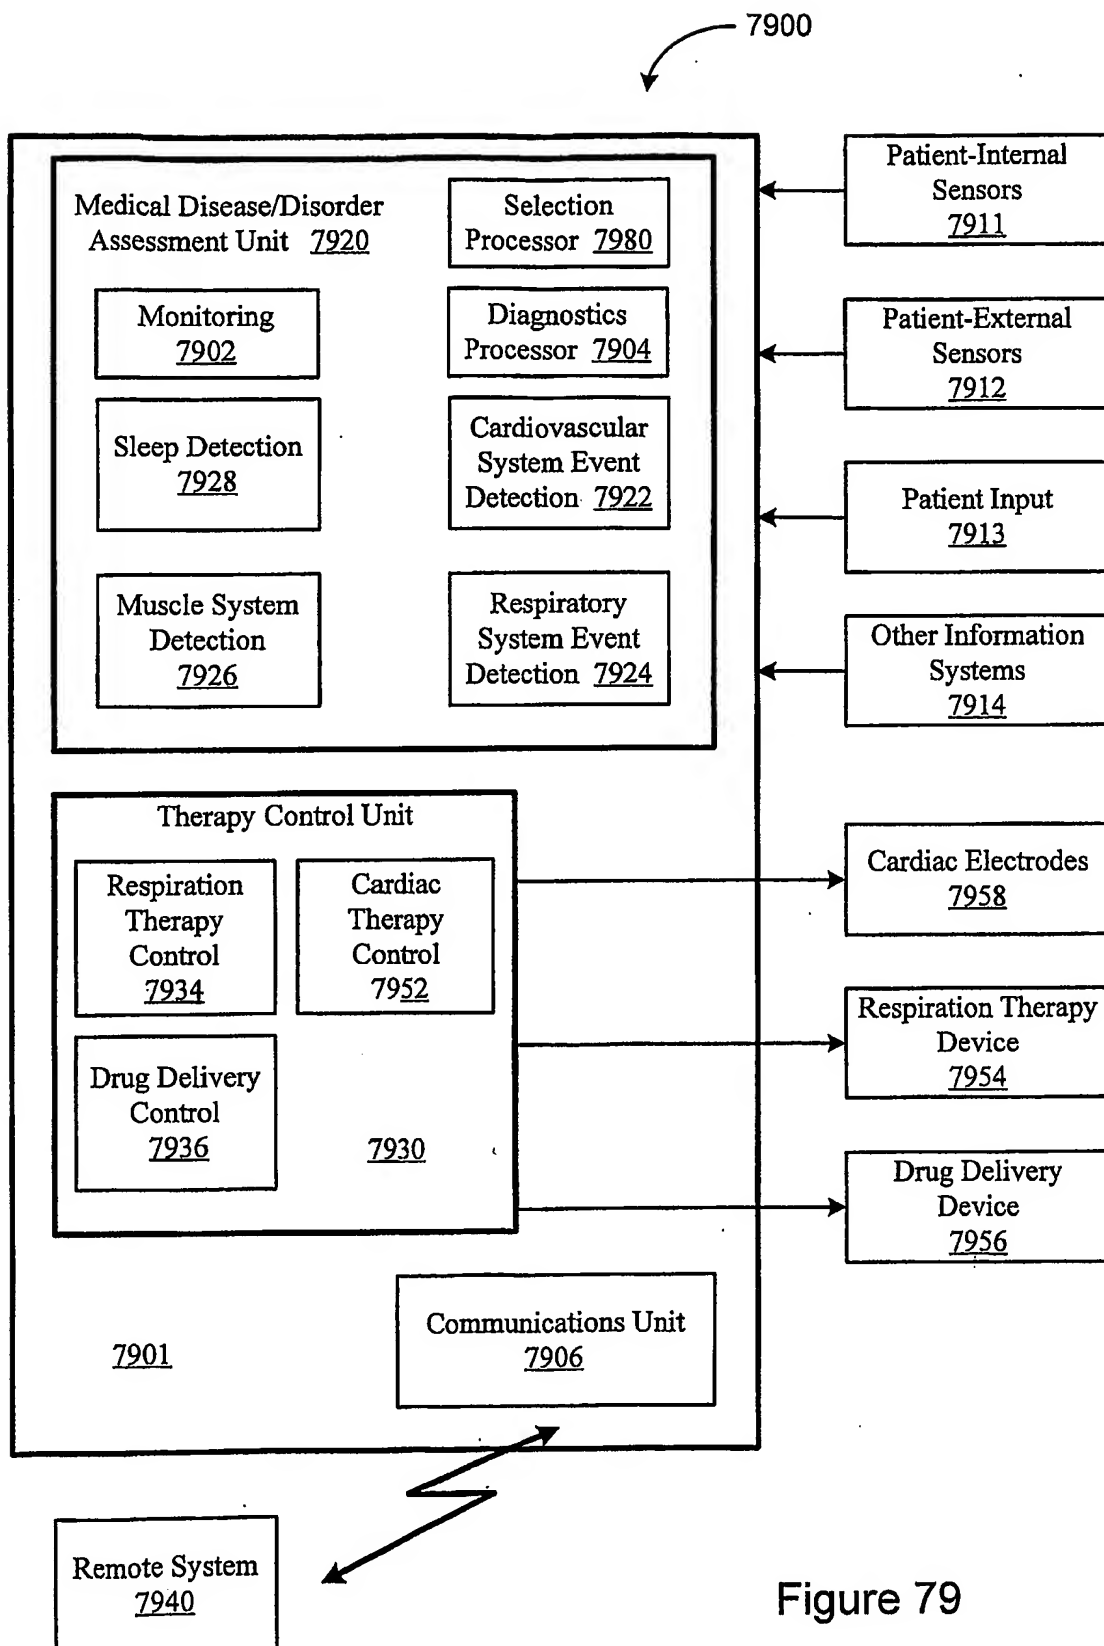 7900
Medical Disease/Disorder
Assessment Unit 7920
Selection
Processor 7980
Monitoring
7902
Diagnostics
Processor 7904
Sleep Detection
7928
Cardiovascular
System Event
Detection 7922
Muscle System
Detection
7926
Respiratory
System Event
Detection 7924
Patient-Internal
Sensors
7911
Patient-External
Sensors
7912
Patient Input
7913
Other Information
Systems
7914
Therapy Control Unit
Respiration
Therapy
Control
7934
Cardiac
Therapy
Control
7952
Drug Delivery
Control
7936
7930
Cardiac Electrodes
7958
Respiration Therapy
Device
7954
Drug Delivery
Device
7956
7901
Communications Unit
7906
Remote System
7940
Figure 79